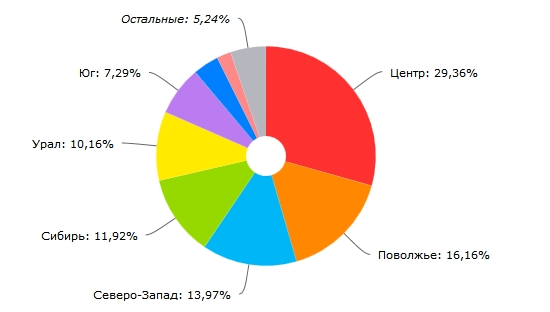 Остальные: 5,24%
Юг: 7,29%
Центр: 29,36%
Урал: 10,16%
Сибирь: 11,92%
Поволжье: 16,16%
Северо-Запад: 13,97%